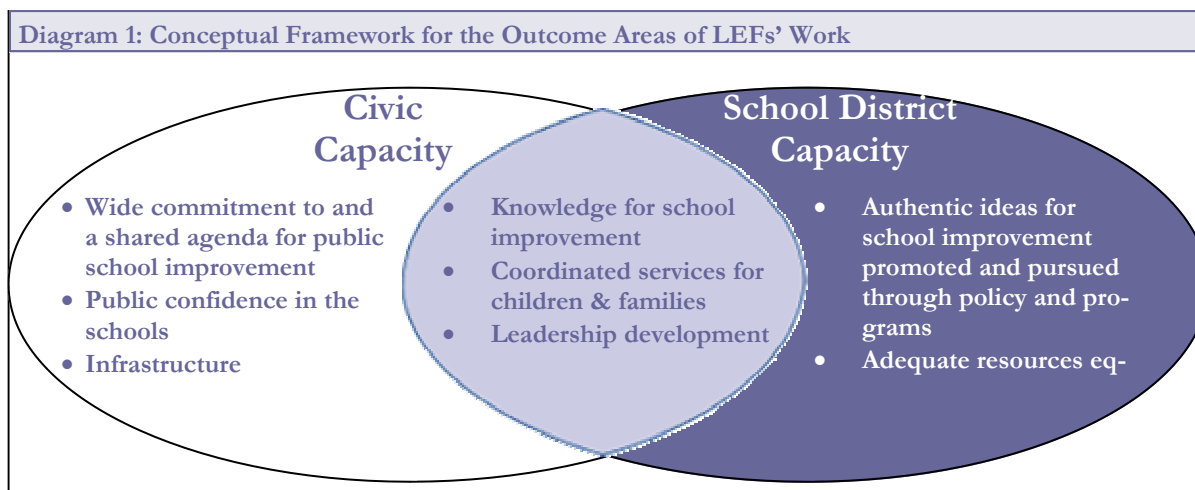 Diagram 1: Conceptual Framework for the Outcome Areas of LEFs’ Work
Civic
Capacity
• Wide commitment to and
a shared agenda for public
school improvement
• Public confidence in the
schools
• Infrastructure
• Knowledge for school
improvement
• Coordinated services for
children & families
• Leadership development
School District
Capacity
• Authentic ideas for
school improvement
promoted and pursued
through policy and pro-
grams
• Adequate resources eq-